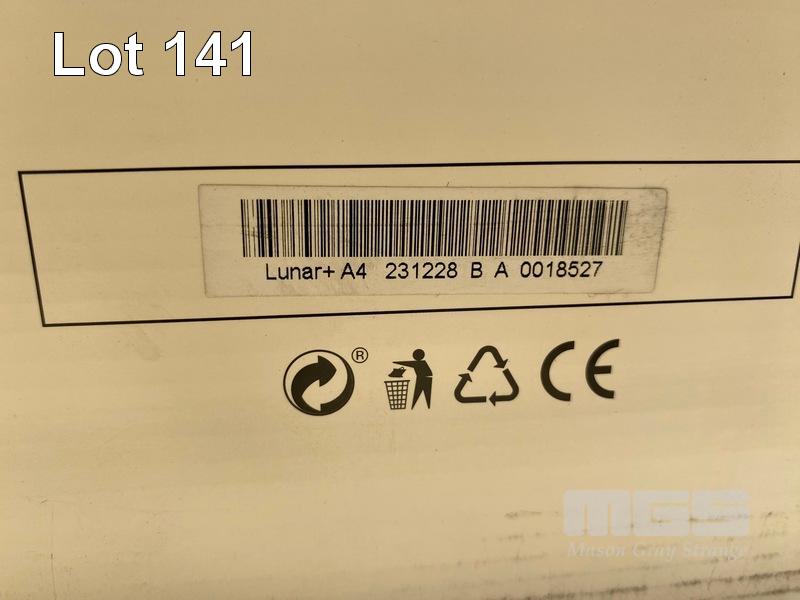 Lot 141
Lunar+ A4 231228 B A 0018527
®
CE
MGS
Mason Gray Strange